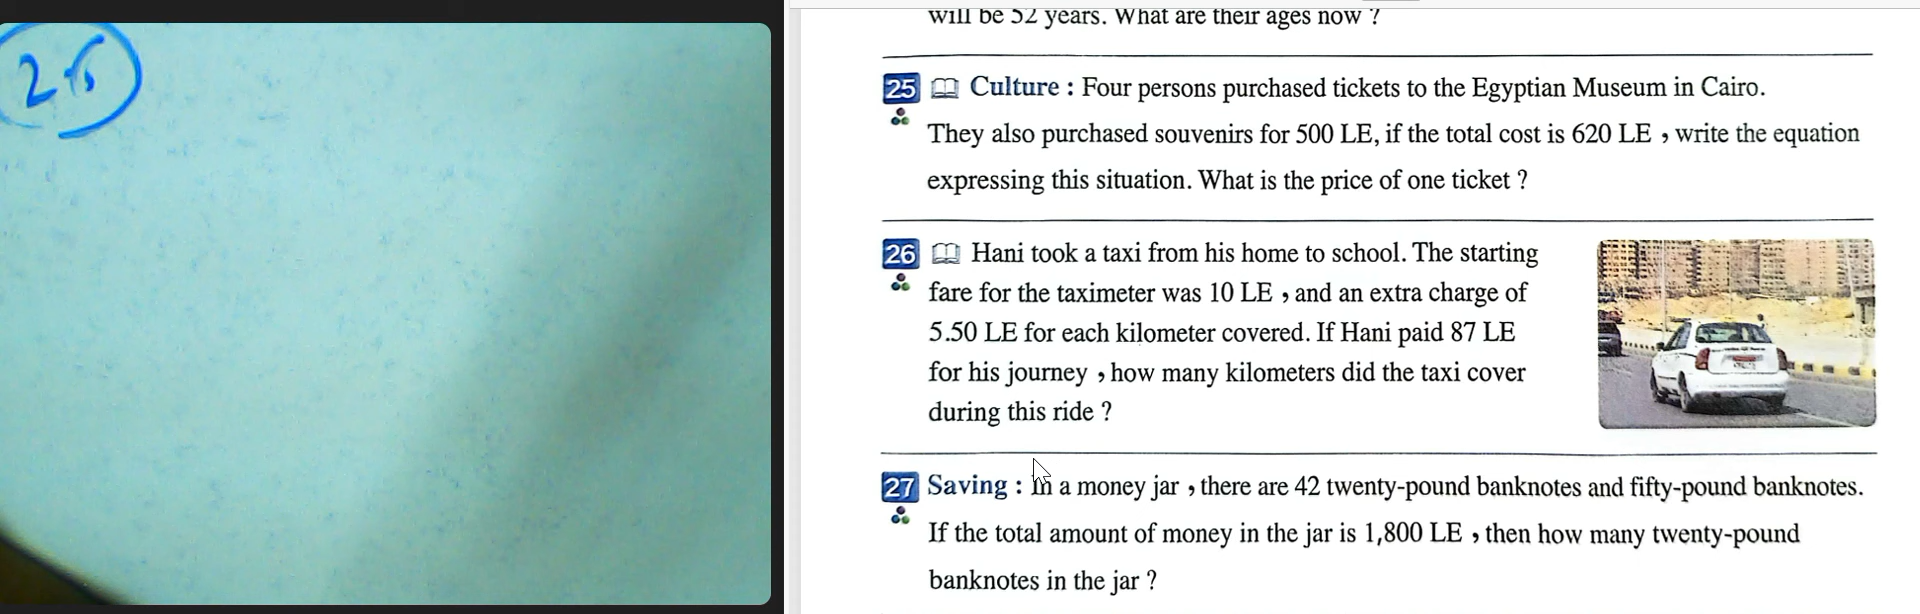 25
will be 52 years. What are their ages now ?
25 Culture : Four persons purchased tickets to the Egyptian Museum in Cairo.
They also purchased souvenirs for 500 LE, if the total cost is 620 LE , write the equation
expressing this situation. What is the price of one ticket ?
26 Hani took a taxi from his home to school. The starting
fare for the taximeter was 10 LE , and an extra charge of
5.50 LE for each kilometer covered. If Hani paid 87 LE
for his journey , how many kilometers did the taxi cover
during this ride ?
27 Saving : In a money jar , there are 42 twenty-pound banknotes and fifty-pound banknotes.
If the total amount of money in the jar is 1,800 LE , then how many twenty-pound
banknotes in the jar ?